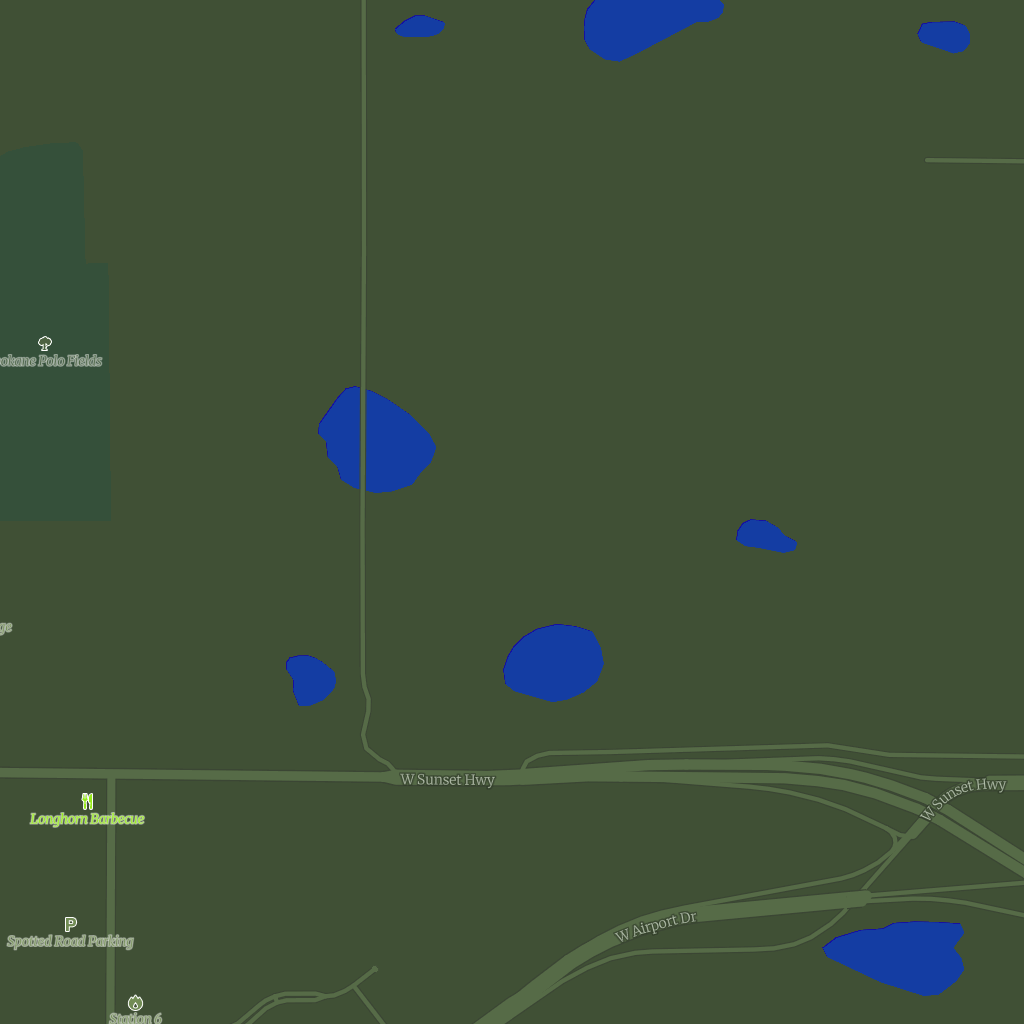 okane Polo Fields
ge
W Sunset Hwy
W Sunset Hwy
Longhorn Barbecue
P
Spotted Road Parking
W Airport Dr
Station 6